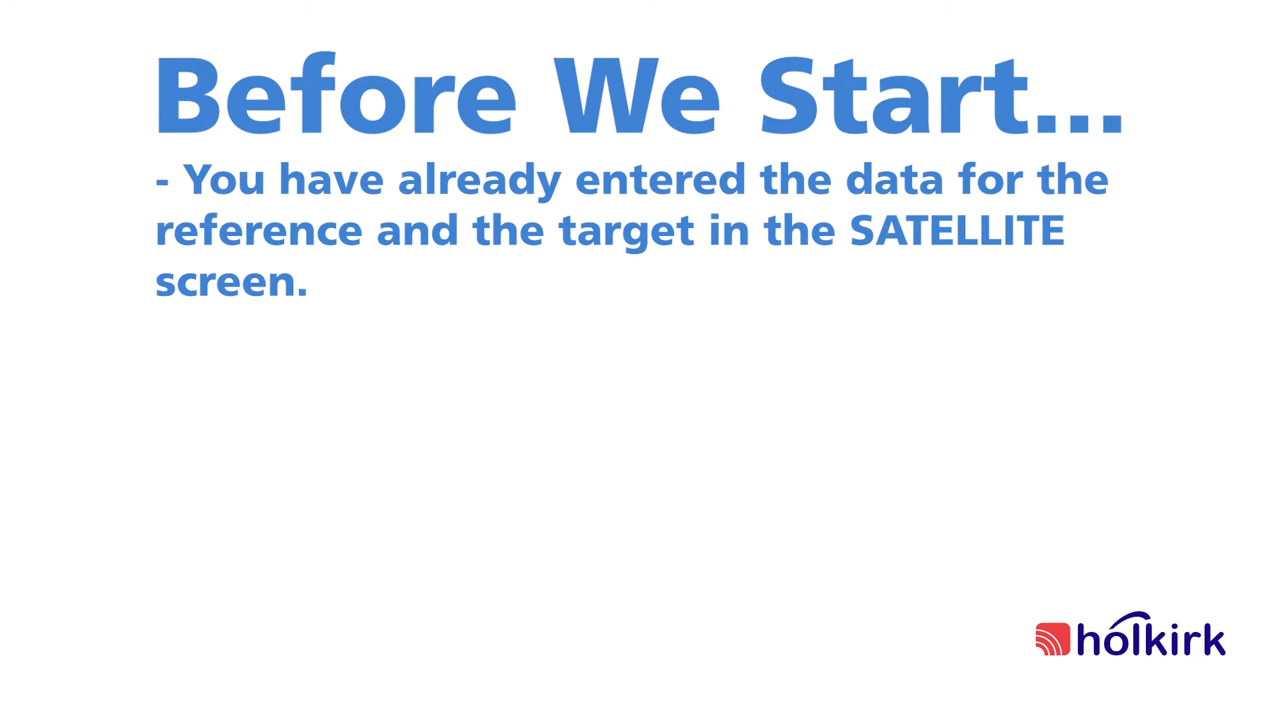 Before We Start...
- You have already entered the data for the
reference and the target in the SATELLITE
screen.
holkirk